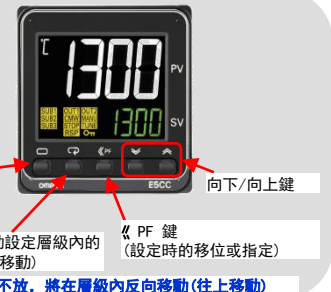 ℃
1300
PV
SUB1 OUT1 OUT2
SUB2 CMW MANU
SUB3 STOP TUNE
RSP
1300
SV
《PF
E5CC
向下/向上鍵
《 PF 鍵
設定層級內的
(設定時的移位或指定)
移動)
不放，將在層級內反向移動(往上移動)